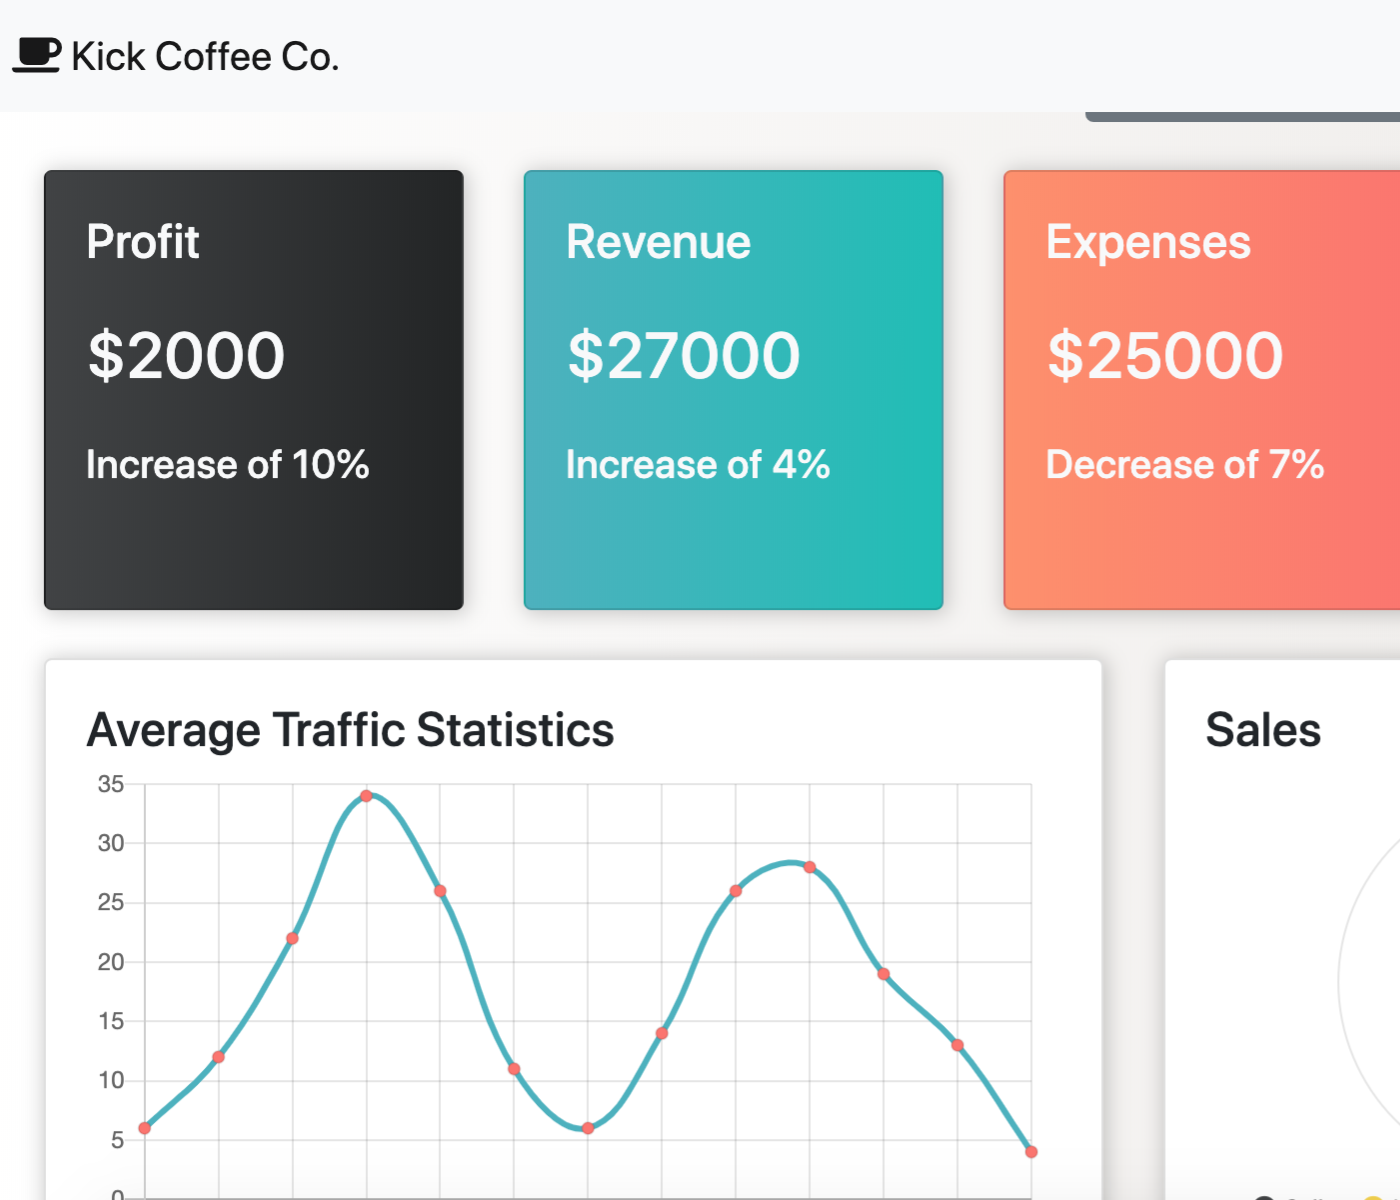 Kick Coffee Co.
Profit
$2000
Increase of 10%
Revenue
$27000
Increase of 4%
Expenses
$25000
Decrease of 7%
Average Traffic Statistics
35
30
25
20
15
10
5
0
Sales